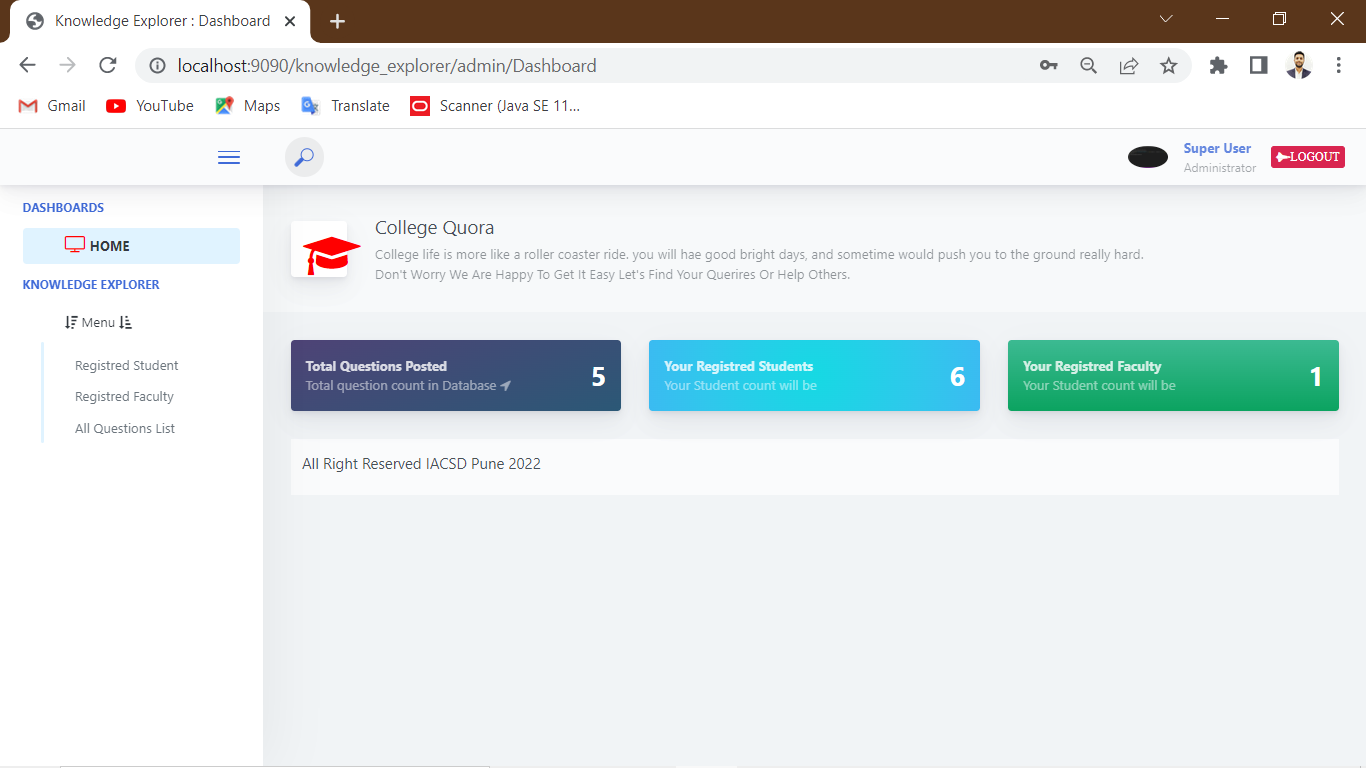 Knowledge Explorer : Dashboard
localhost:9090/knowledge_explorer/admin/Dashboard
Gmail
YouTube
Maps
Translate
Scanner (Java SE 11...
Super User
Administrator
LOGOUT
DASHBOARDS
HOME
KNOWLEDGE EXPLORER
Menu
Registred Student
Registred Faculty
All Questions List
College Quora
College life is more like a roller coaster ride. you will hae good bright days, and sometime would push you to the ground really hard.
Don't Worry We Are Happy To Get It Easy Let's Find Your Querires Or Help Others.
Total Questions Posted
Total question count in Database
5
Your Registred Students
Your Student count will be
6
Your Registred Faculty
Your Student count will be
1
All Right Reserved IACSD Pune 2022